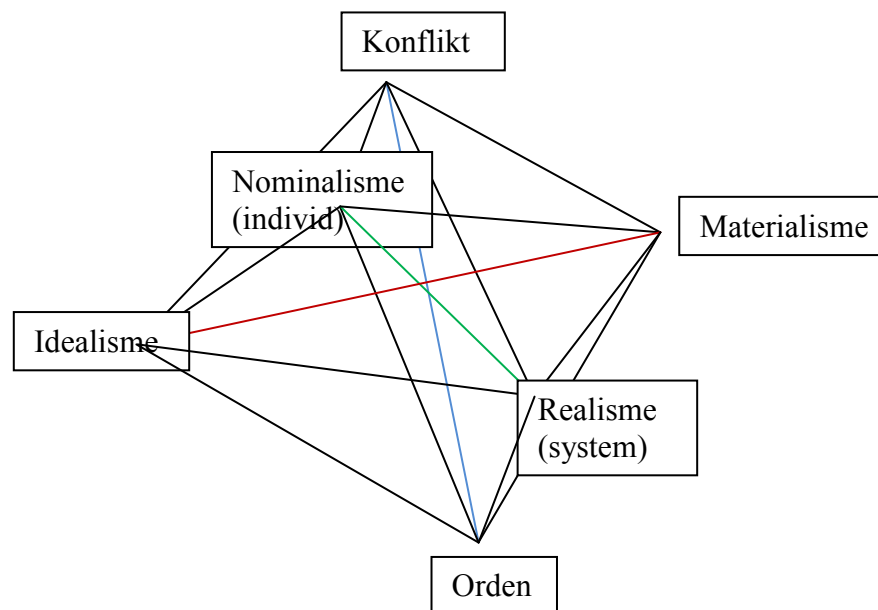 Konflikt
Nominalisme
(individ)
Materialisme
Idealisme
Realisme
(system)
Orden